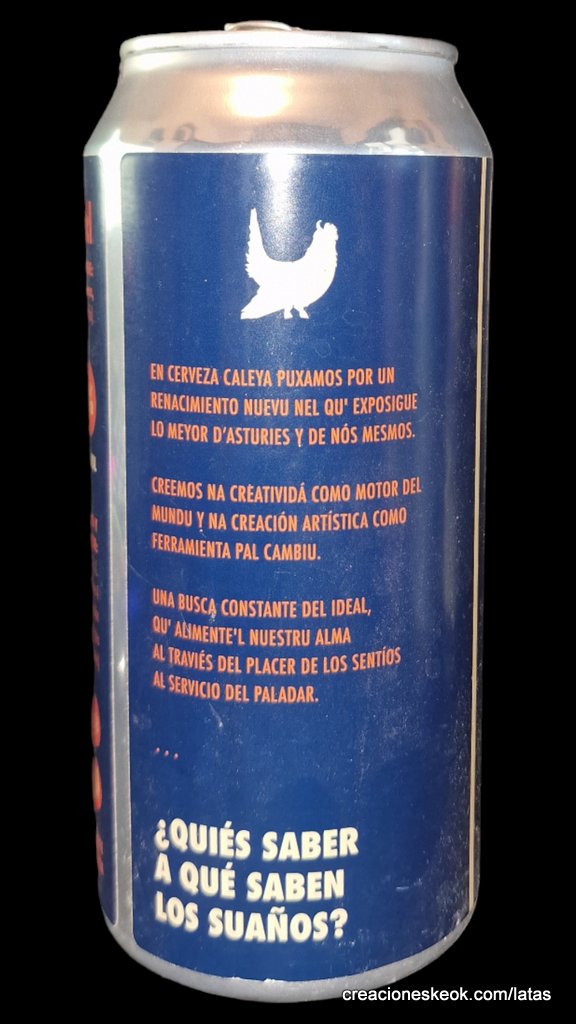 EN CERVEZA CALEYA PUXAMOS POR UN
RENACIMIENTO NUEVU NEL QU' EXPOSIGUE
LO MEYOR D'ASTURIES Y DE NÓS MESMOS.
CREEMOS NA CREATIVIDÁ COMO MOTOR DEL
MUNDU Y NA CREACIÓN ARTÍSTICA COMO
FERRAMIENTA PAL CAMBIU.
UNA BUSCA CONSTANTE DEL IDEAL,
QU' ALIMENTE'L NUESTRU ALMA
AL TRAVIÉS DEL PLACER DE LOS SENTÍOS
AL SERVICIO DEL PALADAR.
...
¿QUIÉS SABER
A QUÉ SABEN
LOS SUAÑOS?
creacioneskeok.com/latas